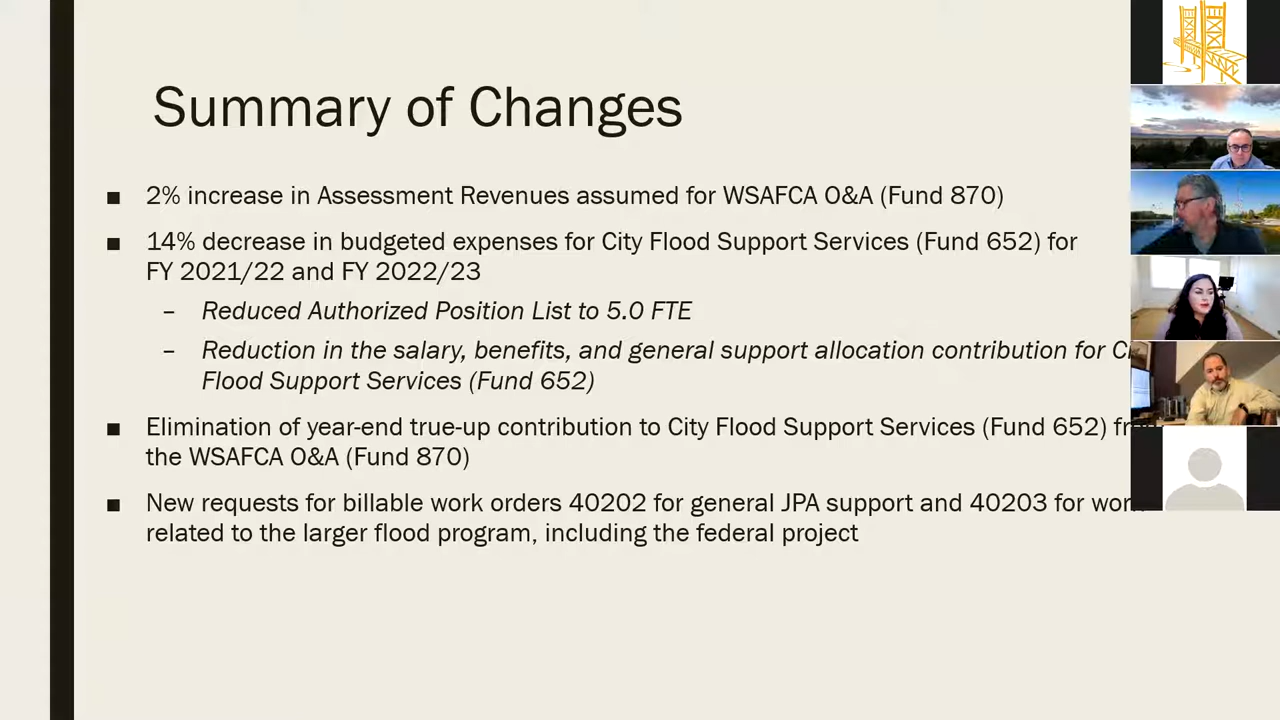 Summary of Changes
■ 2% increase in Assessment Revenues assumed for WSAFCA O&A (Fund 870)
■ 14% decrease in budgeted expenses for City Flood Support Services (Fund 652) for
FY 2021/22 and FY 2022/23
– Reduced Authorized Position List to 5.0 FTE
– Reduction in the salary, benefits, and general support allocation contribution for
Flood Support Services (Fund 652)
■ Elimination of year-end true-up contribution to City Flood Support Services (Fund 652)
the WSAFCA O&A (Fund 870)
■ New requests for billable work orders 40202 for general JPA support and 40203 for work
related to the larger flood program, including the federal project